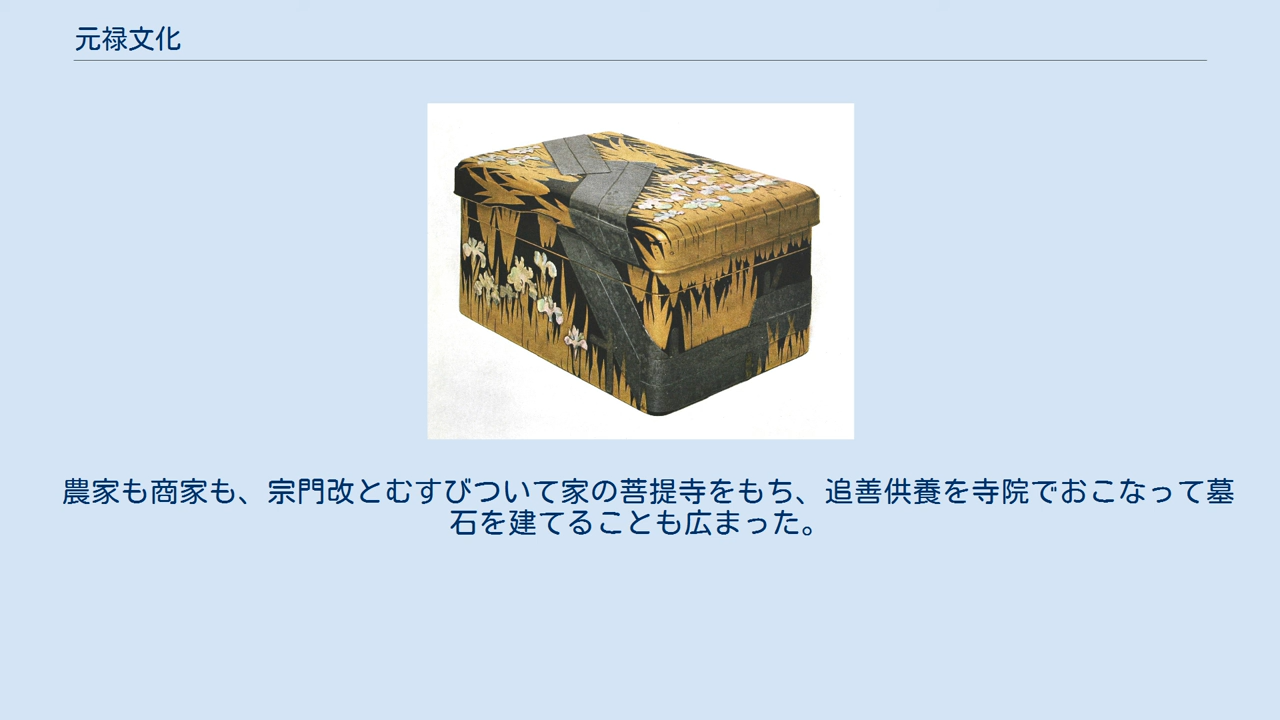 元禄文化
農家も商家も、宗門改とむすびついて家の菩提寺をもち、追善供養を寺院でおこなって墓
石を建てることも広まった。